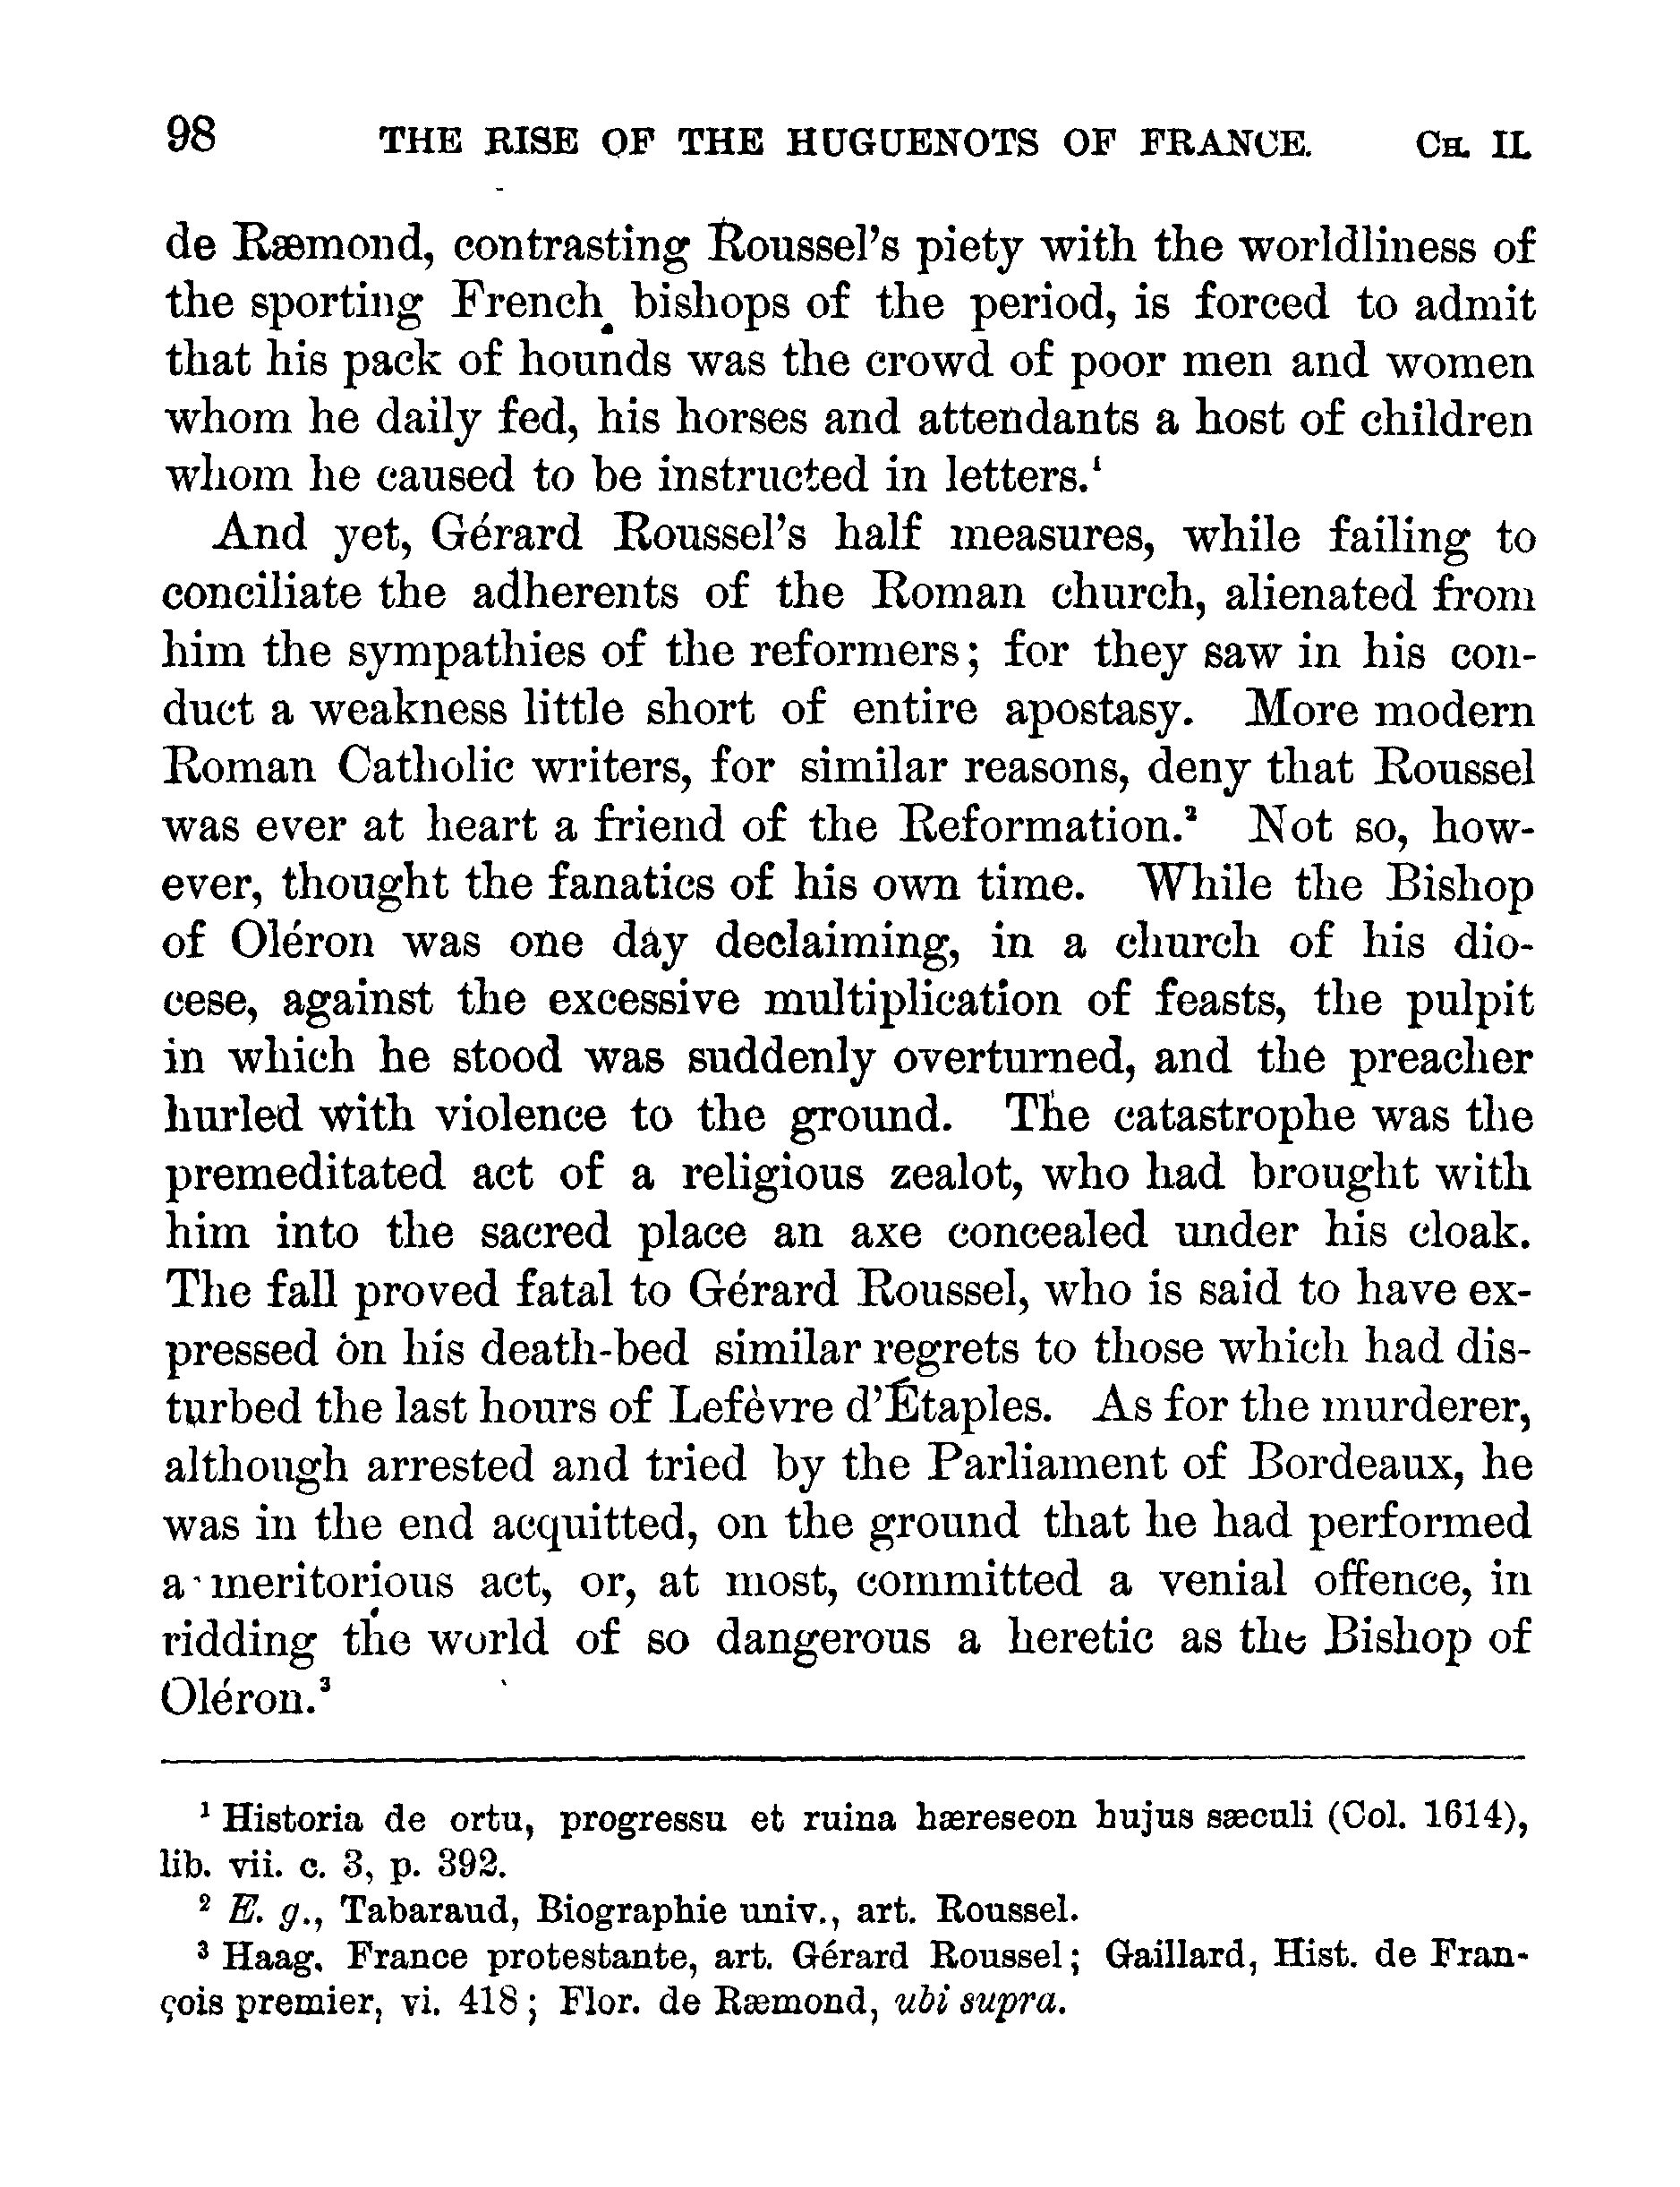 98 THE RISE OF THE HUGUENOTS OF FRANCE. CH. II.
de Ræmond, contrasting Roussel's piety with the worldliness of
the sporting French bishops of the period, is forced to admit
that his pack of hounds was the crowd of poor men and women
whom he daily fed, his horses and attendants a host of children
whom he caused to be instructed in letters.¹
And yet, Gérard Roussel's half measures, while failing to
conciliate the adherents of the Roman church, alienated from
him the sympathies of the reformers; for they saw in his con-
duct a weakness little short of entire apostasy. More modern
Roman Catholic writers, for similar reasons, deny that Roussel
was ever at heart a friend of the Reformation.² Not so, how-
ever, thought the fanatics of his own time. While the Bishop
of Oléron was one day declaiming, in a church of his dio-
cese, against the excessive multiplication of feasts, the pulpit
in which he stood was suddenly overturned, and the preacher
hurled with violence to the ground. The catastrophe was the
premeditated act of a religious zealot, who had brought with
him into the sacred place an axe concealed under his cloak.
The fall proved fatal to Gérard Roussel, who is said to have ex-
pressed on his death-bed similar regrets to those which had dis-
turbed the last hours of Lefèvre d'Étaples. As for the murderer,
although arrested and tried by the Parliament of Bordeaux, he
was in the end acquitted, on the ground that he had performed
a meritorious act, or, at most, committed a venial offence, in
ridding the world of so dangerous a heretic as the Bishop of
Oléron.³
¹ Historia de ortu, progressu et ruina hæreseon hujus sæculi (Col. 1614),
lib. vii. c. 3, p. 392.
² E. g., Tabaraud, Biographie univ., art. Roussel.
³ Haag, France protestante, art. Gérard Roussel; Gaillard, Hist. de Fran-
çois premier, vi. 418; Flor. de Ræmond, ubi supra.